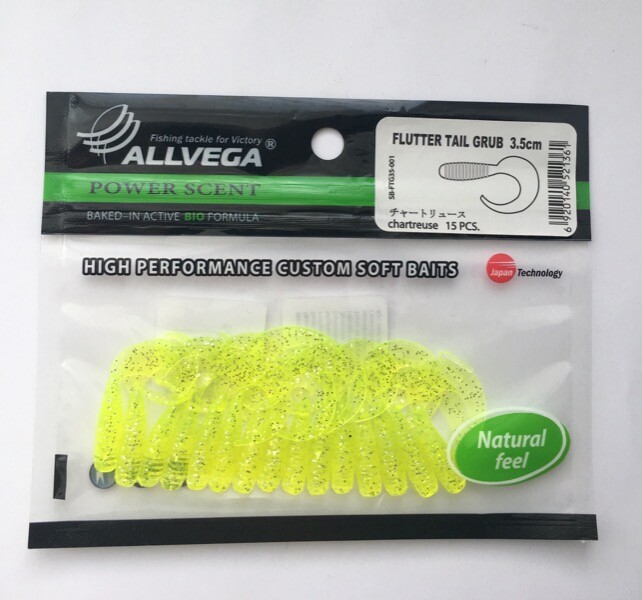 Fishing tackle for Victory
ALLVEGA®
POWER SCENT
BAKED-IN ACTIVE BIO FORMULA
FLUTTER TAIL GRUB 3.5cm
SB-FTG35-001
チャートリュース
chartreuse 15 PCS.
6920140521361
HIGH PERFORMANCE CUSTOM SOFT BAITS
Japan Technology
Natural
feel